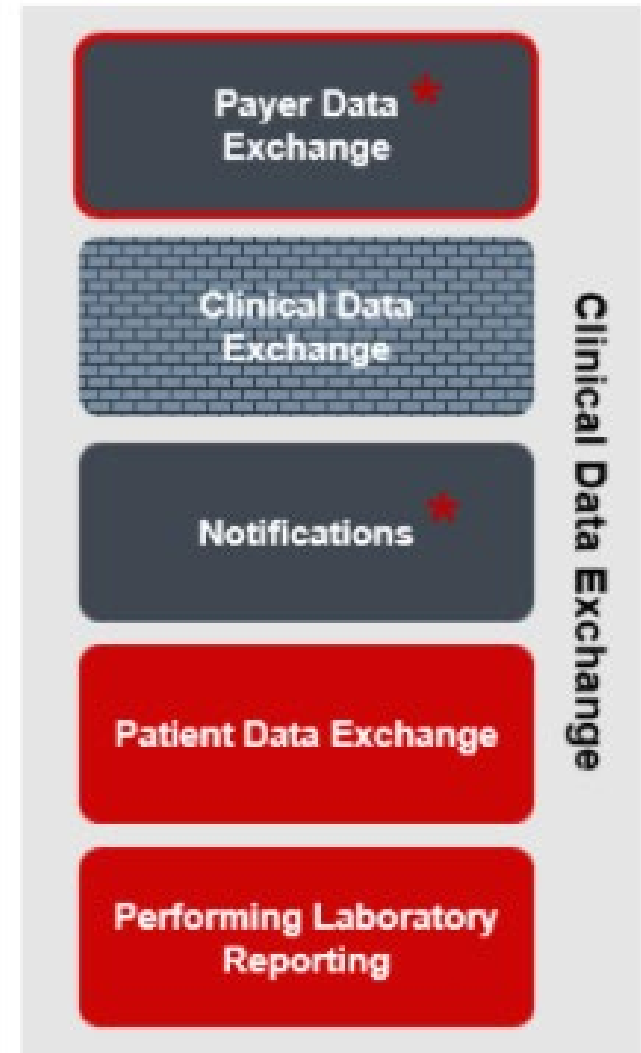 Payer Data *
Exchange
Clinical Data
Exchange
Notifications *
Patient Data Exchange
Performing Laboratory
Reporting
Clinical Data Exchange